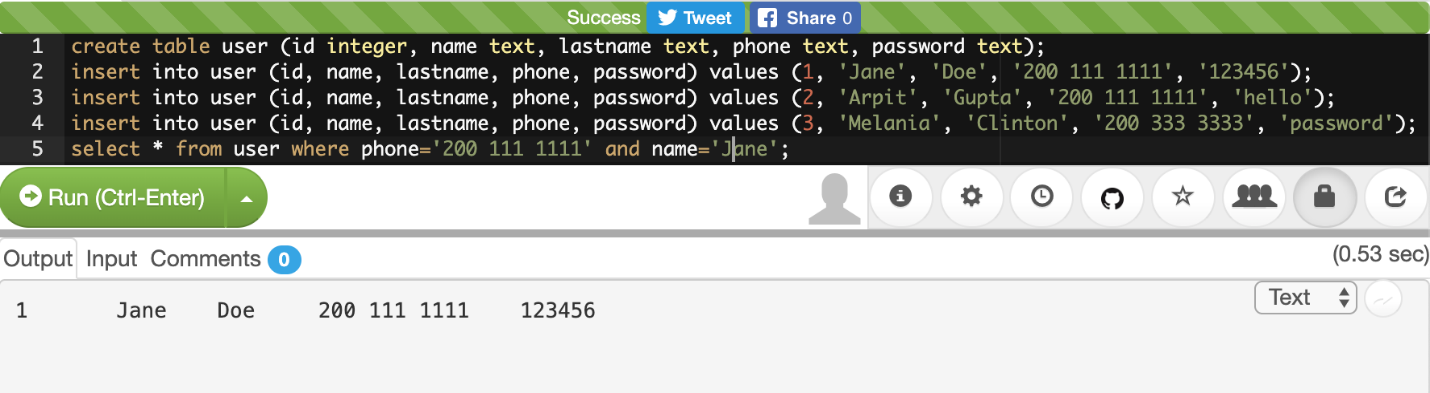 Success Tweet Share 0
1 create table user (id integer, name text, lastname text, phone text, password text);
2 insert into user (id, name, lastname, phone, password) values (1, 'Jane', 'Doe', '200 111 1111', '123456');
3 insert into user (id, name, lastname, phone, password) values (2, 'Arpit', 'Gupta', '200 111 1111', 'hello');
4 insert into user (id, name, lastname, phone, password) values (3, 'Melania', 'Clinton', '200 333 3333', 'password');
5 select * from user where phone='200 111 1111' and name='Jane';
Run (Ctrl-Enter)
Output Input Comments 0 (0.53 sec)
Text
1 Jane Doe 200 111 1111 123456